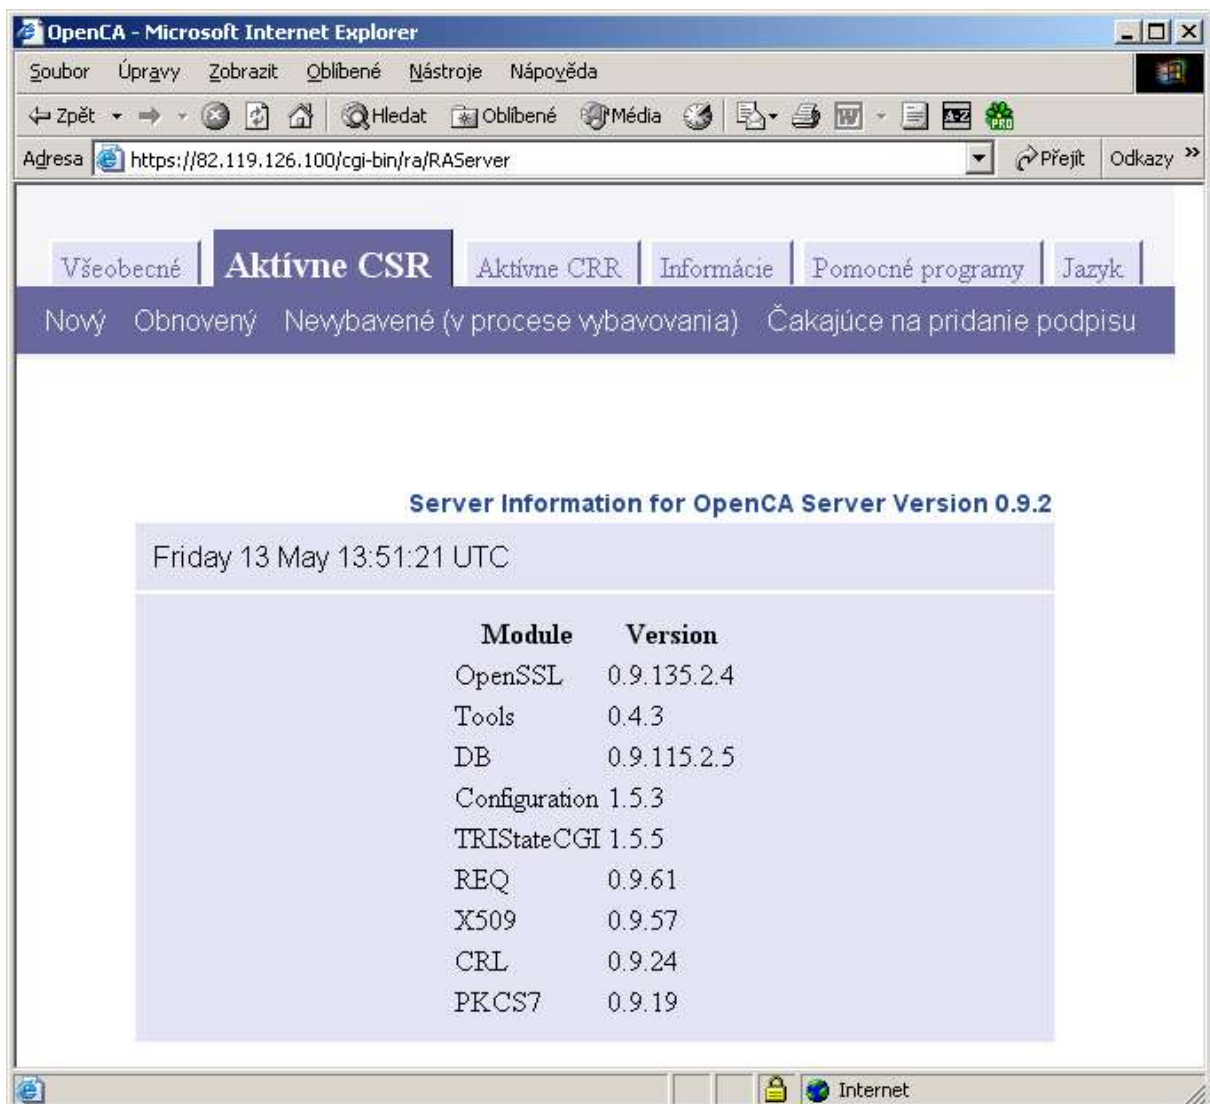 OpenCA - Microsoft Internet Explorer
Soubor Úpravy Zobrazit Oblíbené Nástroje Nápověda
Zpět Hledat Oblíbené Média
Adresa https://82.119.126.100/cgi-bin/ra/RAServer Přejít Odkazy »
Všeobecné Aktívne CSR Aktívne CRR Informácie Pomocné programy Jazyk
Nový Obnovený Nevybavené (v procese vybavovania) Čakajúce na pridanie podpisu
Server Information for OpenCA Server Version 0.9.2
Friday 13 May 13:51:21 UTC
Module Version
OpenSSL 0.9.135.2.4
Tools 0.4.3
DB 0.9.115.2.5
Configuration 1.5.3
TRIStateCGI 1.5.5
REQ 0.9.61
X509 0.9.57
CRL 0.9.24
PKCS7 0.9.19
Internet